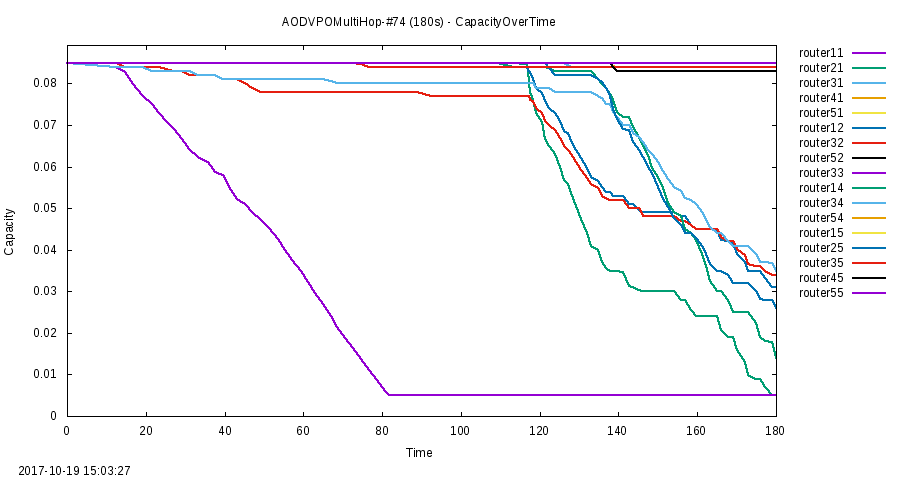 AODVPOMultiHop-#74 (180s) - CapacityOverTime
router11
router21
router31
router41
router51
router12
router32
router52
router33
router14
router34
router54
router15
router25
router35
router45
router55
0.08
0.07
0.06
0.05
0.04
0.03
0.02
0.01
0
Capacity
0 20 40 60 80 100 120 140 160 180
Time
2017-10-19 15:03:27